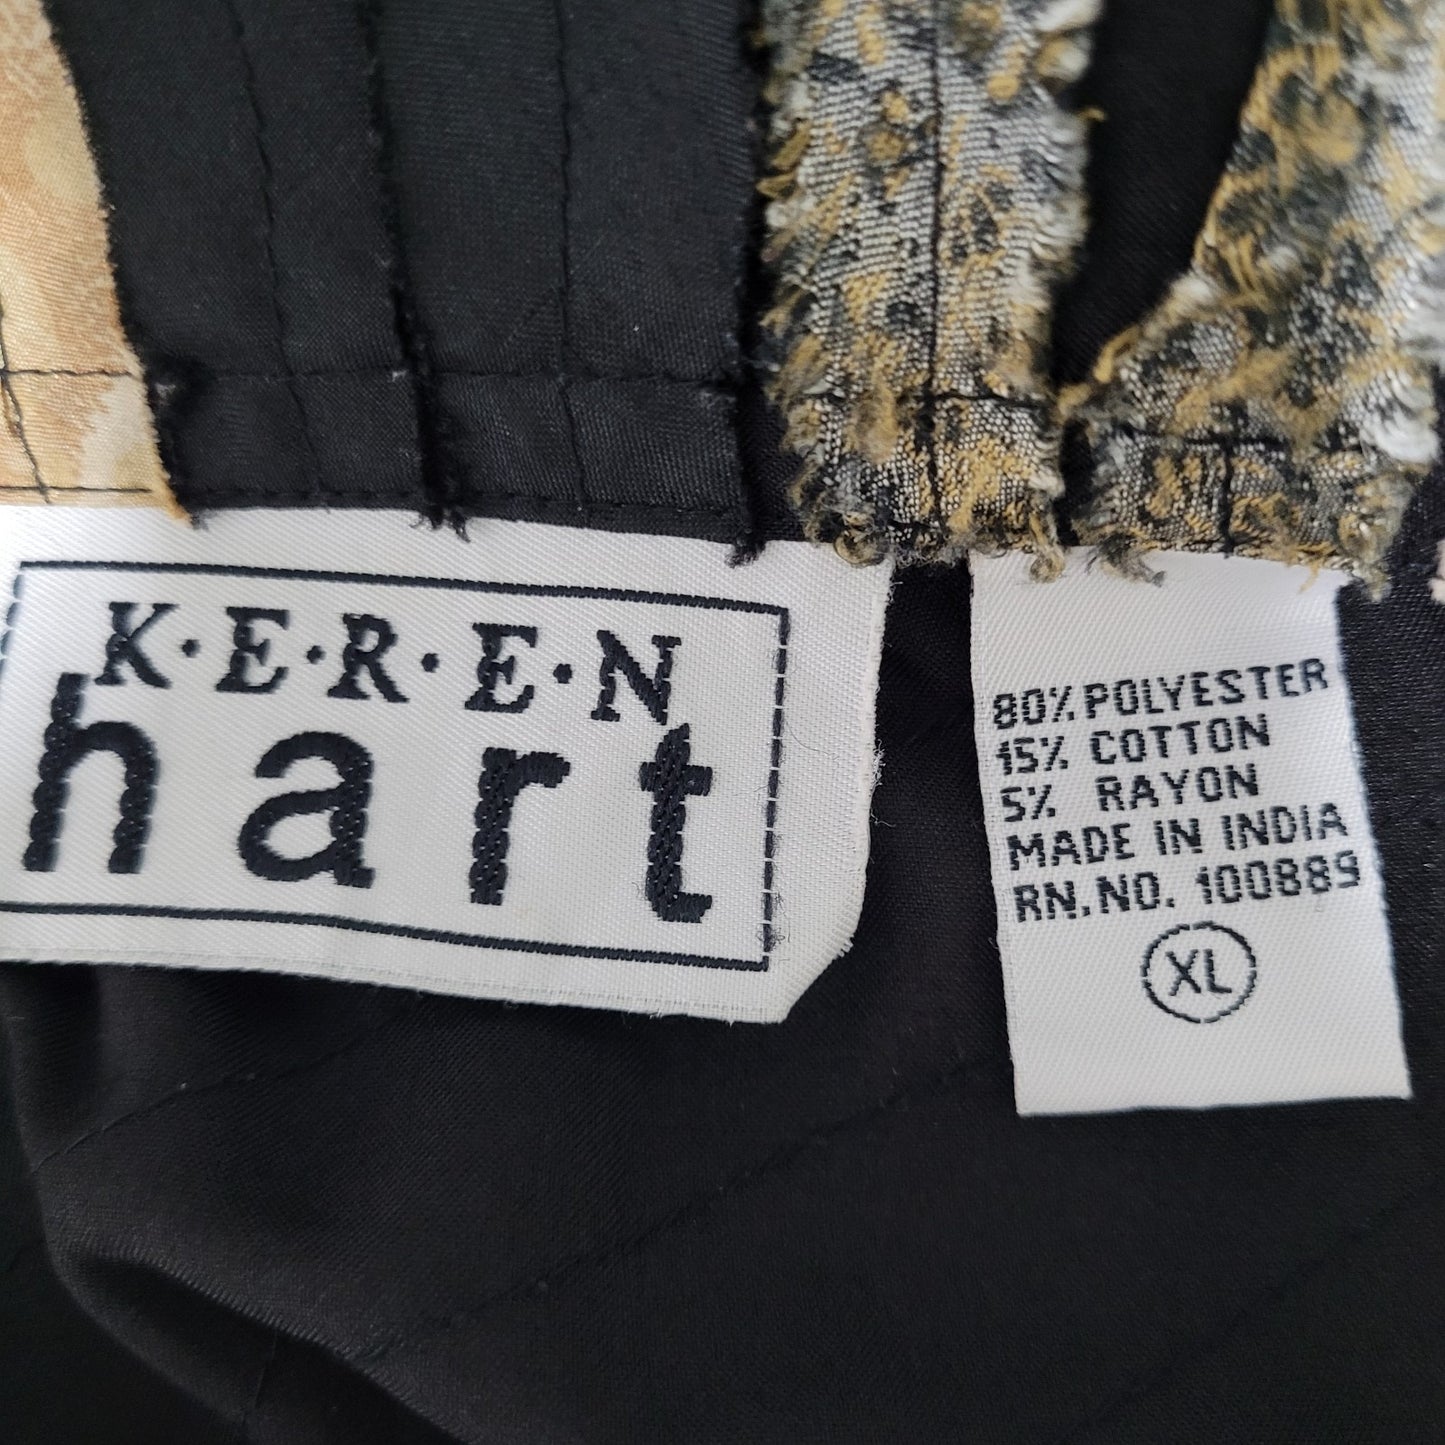 K·E·R·E·N
hart
80% POLYESTER
15% COTTON
5% RAYON
MADE IN INDIA
RN. NO. 100889
XL